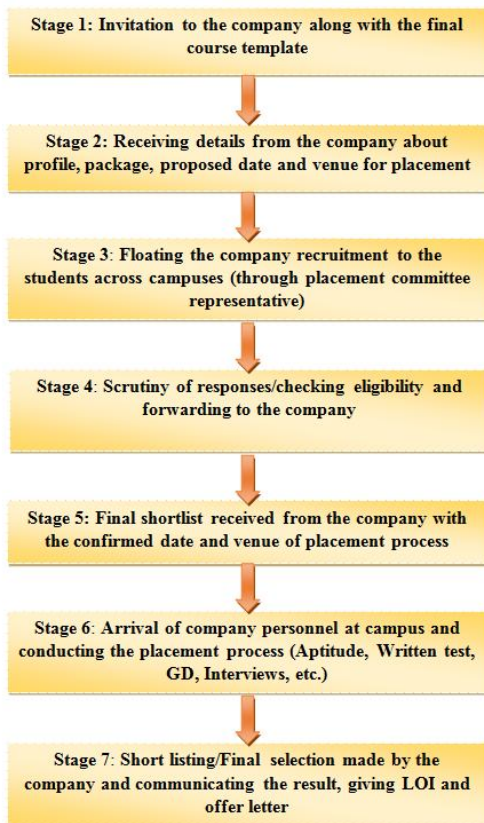 Stage 1: Invitation to the company along with the final
course template
Stage 2: Receiving details from the company about
profile, package, proposed date and venue for placement
Stage 3: Floating the company recruitment to the
students across campuses (through placement committee
representative)
Stage 4: Scrutiny of responses/checking eligibility and
forwarding to the company
Stage 5: Final shortlist received from the company with
the confirmed date and venue of placement process
Stage 6: Arrival of company personnel at campus and
conducting the placement process (Aptitude, Written test,
GD, Interviews, etc.)
Stage 7: Short listing/Final selection made by the
company and communicating the result, giving LOI and
offer letter